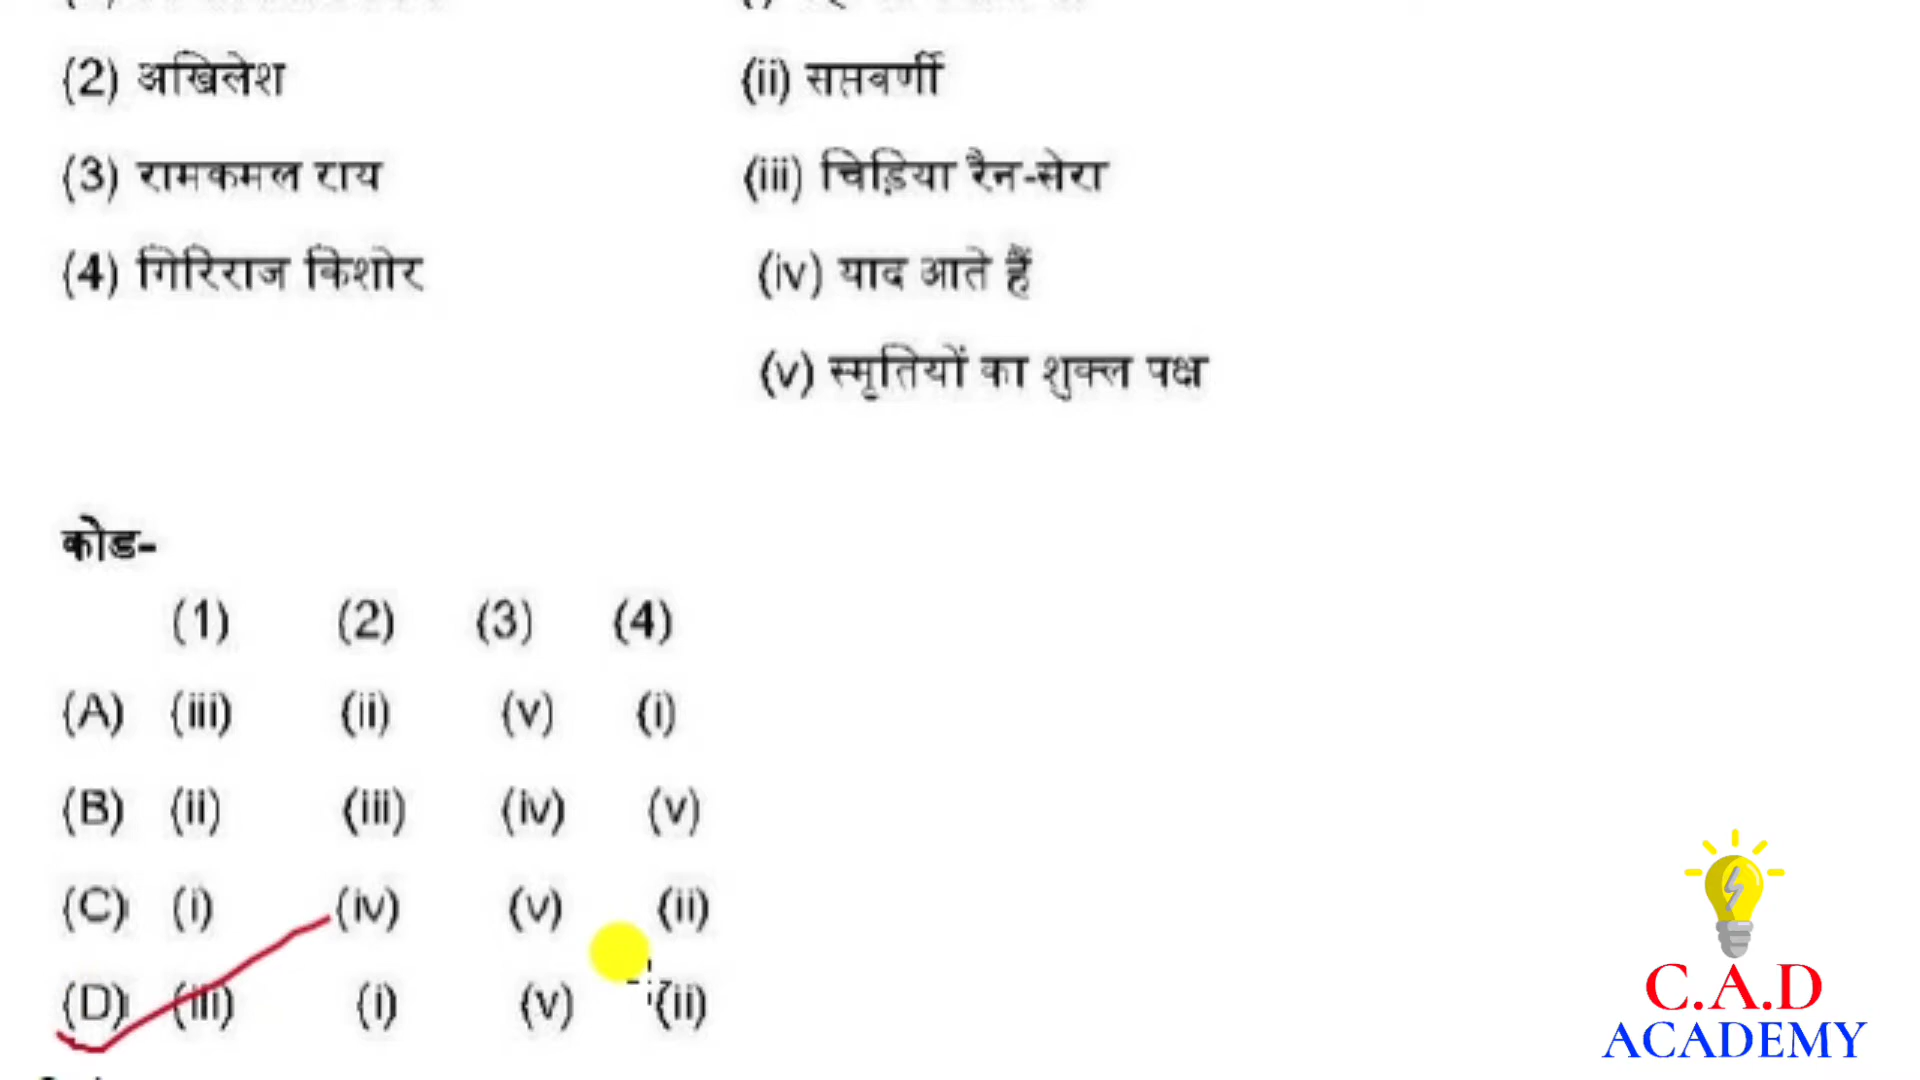 (2) अखिलेश (ii) सप्तवर्णी
(3) रामकमल राय (iii) चिड़िया रैन-सेरा
(4) गिरिराज किशोर (iv) याद आते हैं
(v) स्मृतियों का शुक्ल पक्ष
कोड-
(1) (2) (3) (4)
(A) (iii) (ii) (v) (i)
(B) (ii) (iii) (iv) (v)
(C) (i) (iv) (v) (ii)
(D) (iii) (i) (v) (ii)
C.A.D
ACADEMY